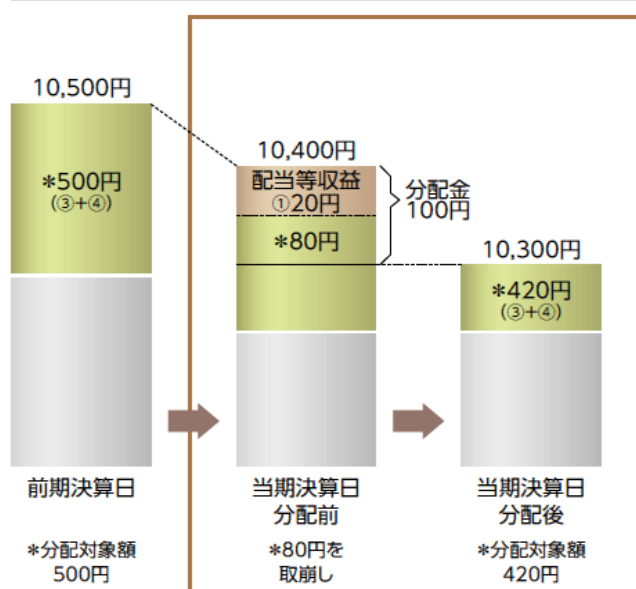 10,500円
*500円
(③+④)
前期決算日
*分配対象額
500円
10,400円
配当等収益
①20円
*80円
分配金
100円
当期決算日
分配前
*80円を
取崩し
10,300円
*420円
(③+④)
当期決算日
分配後
*分配対象額
420円